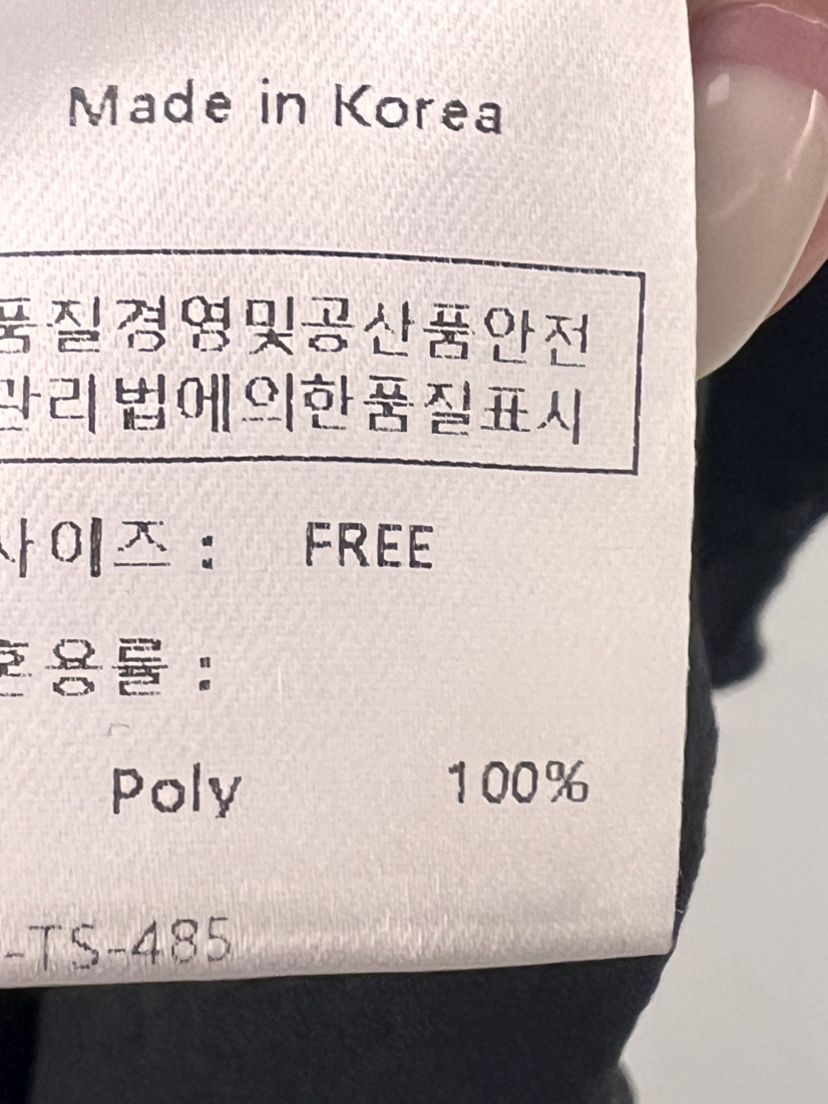 Made in Korea
품질경영및공산품안전
관리법에의한품질표시
사이즈 : FREE
혼용률 :
Poly 100%
-TS-485